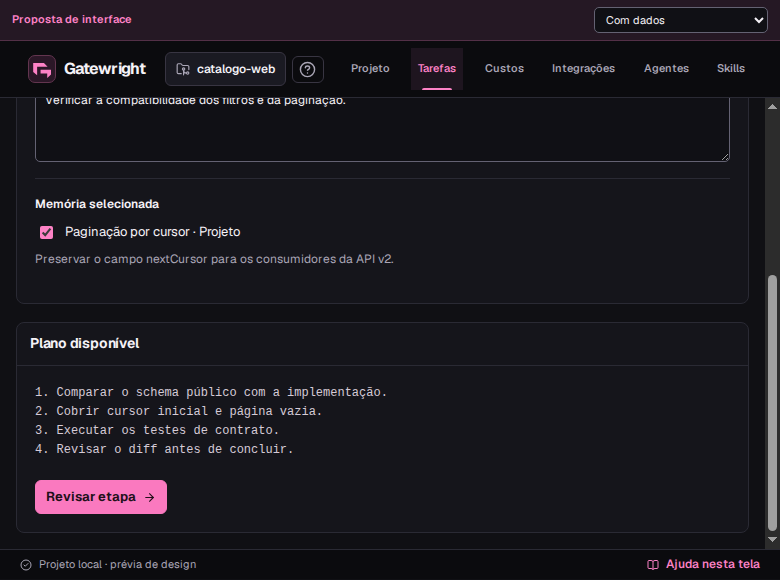 Proposta de interface
Com dados
Gatewright
catalogo-web
Projeto
Tarefas
Custos
Integrações
Agentes
Skills
Verificar a compatibilidade dos filtros e da paginação.
Memória selecionada
Paginação por cursor · Projeto
Preservar o campo nextCursor para os consumidores da API v2.
Plano disponível
1. Comparar o schema público com a implementação.
2. Cobrir cursor inicial e página vazia.
3. Executar os testes de contrato.
4. Revisar o diff antes de concluir.
Revisar etapa →
Projeto local · prévia de design
Ajuda nesta tela